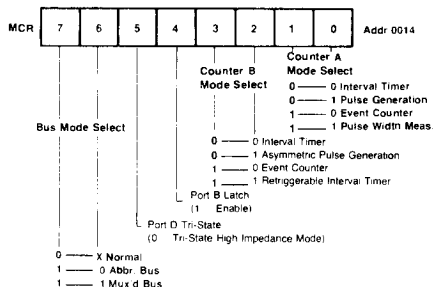 MCR 7 6 5 4 3 2 1 0 Addr 0014
Counter A
Mode Select
0 0 Interval Timer
0 1 Pulse Generation
1 0 Event Counter
1 1 Pulse Width Meas.
Counter B
Mode Select
0 0 Interval Timer
0 1 Asymmetric Pulse Generation
1 0 Event Counter
1 1 Retriggerable Interval Timer
Bus Mode Select
Port B Latch
(1 Enable)
Port D Tri-State
(0 Tri-State High Impedance Mode)
0 X Normal
1 0 Abbr. Bus
1 1 Mux'd Bus